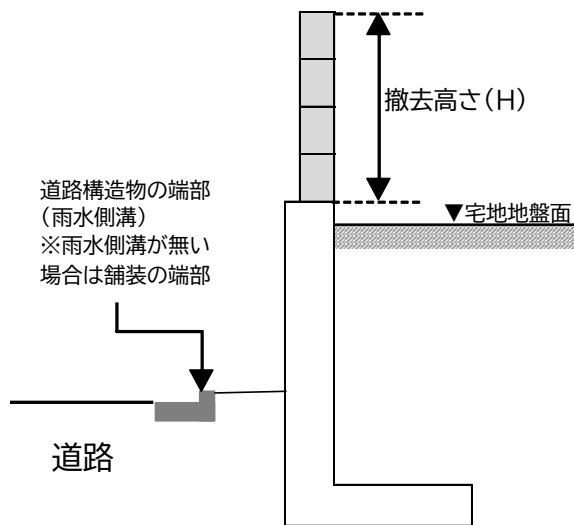 撤去高さ(H)
▼宅地地盤面
道路構造物の端部
(雨水側溝)
※雨水側溝が無い
場合は舗装の端部
道路